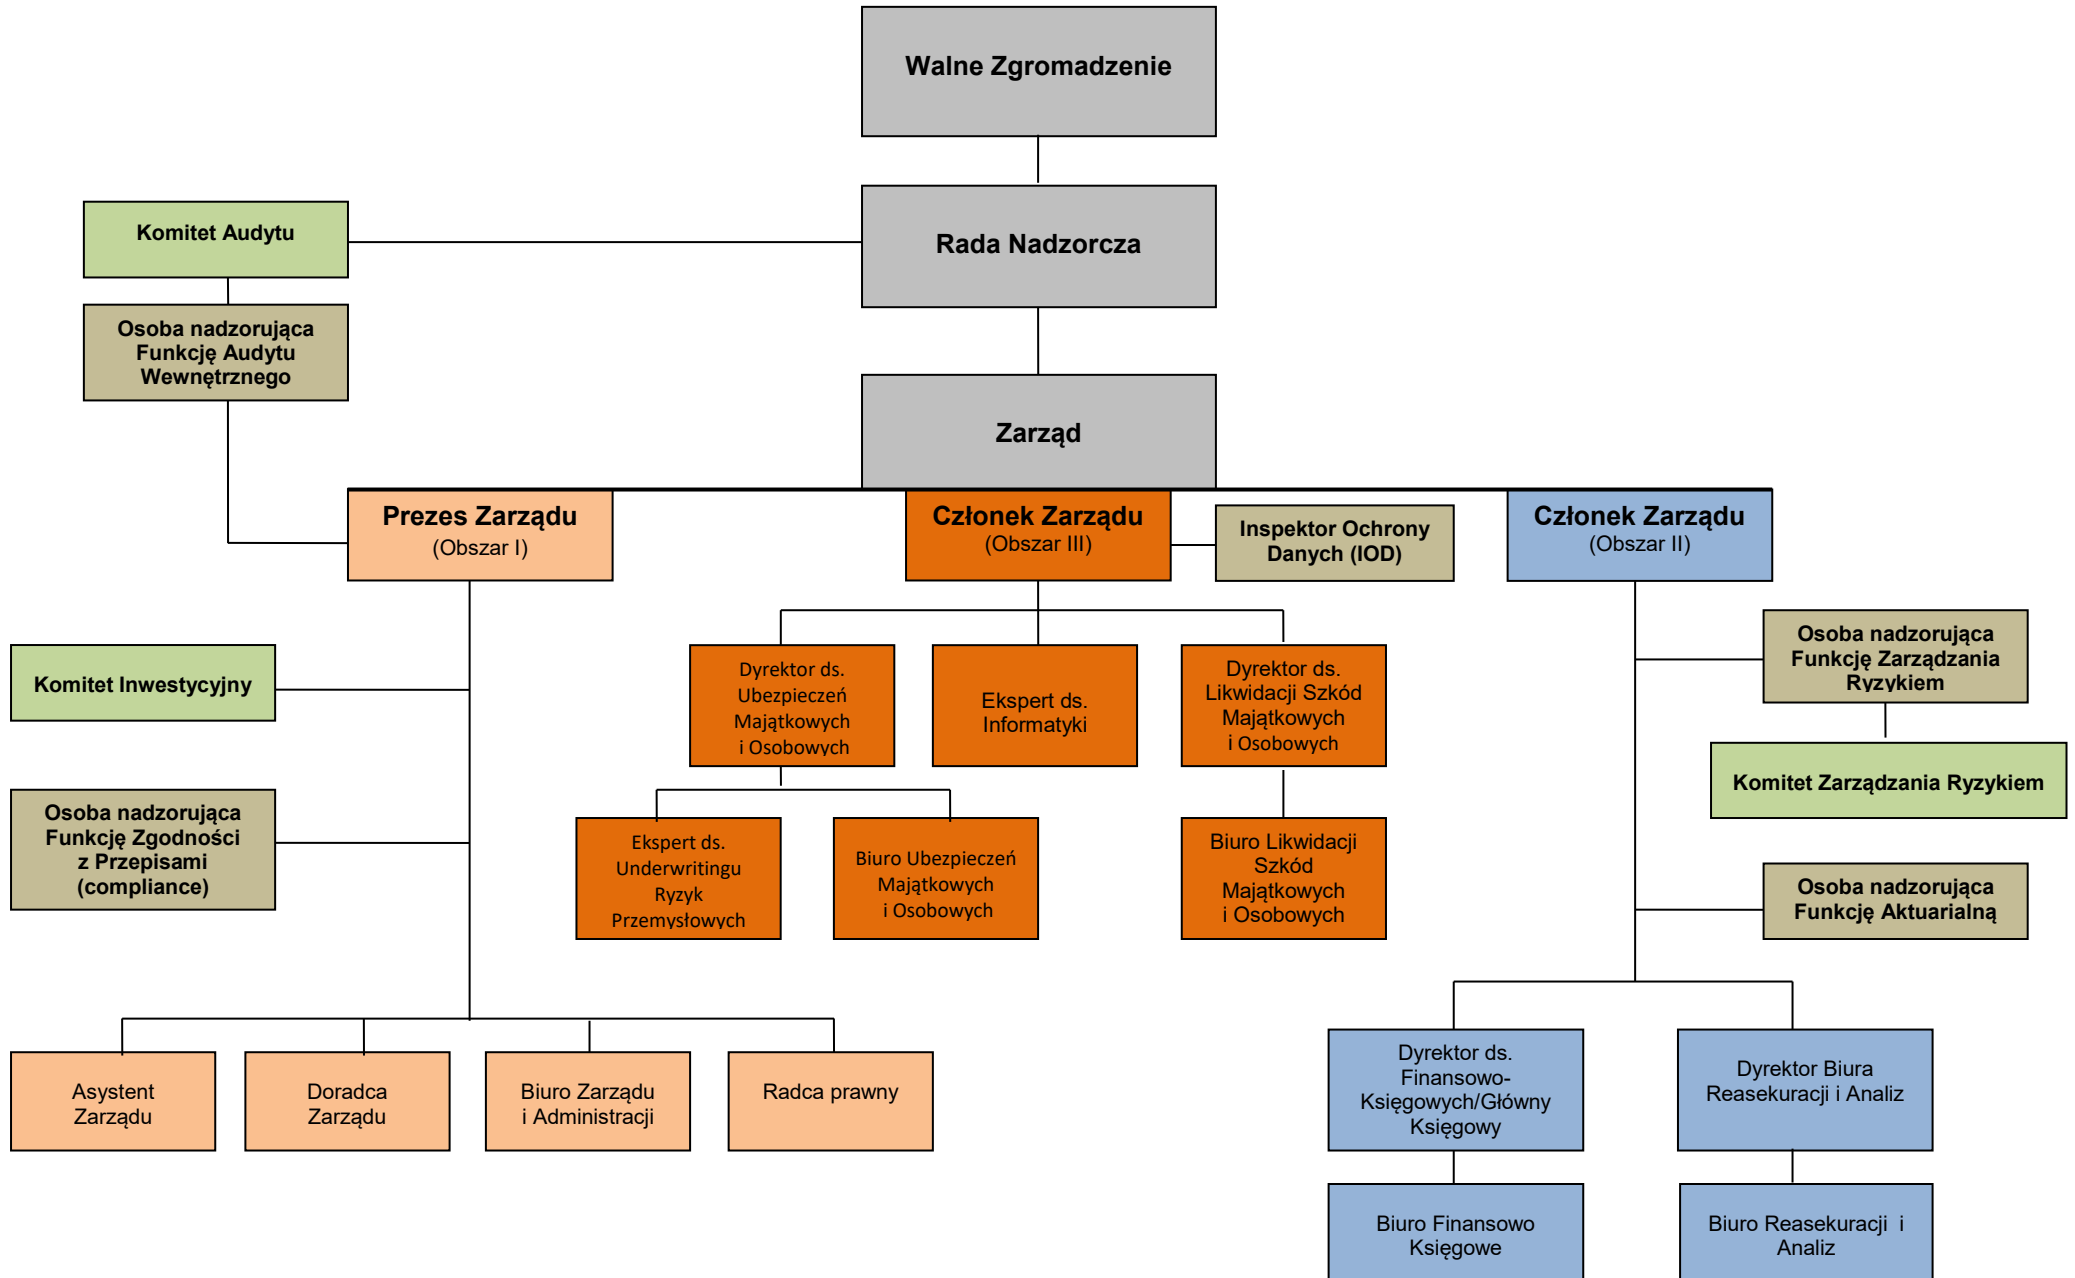 Walne Zgromadzenie
Komitet Audytu
Rada Nadzorcza
Osoba nadzorująca
Funkcję Audytu
Wewnętrznego
Zarząd
Prezes Zarządu
(Obszar I)
Członek Zarządu
(Obszar III)
Inspektor Ochrony
Danych (IOD)
Członek Zarządu
(Obszar II)
Komitet Inwestycyjny
Dyrektor ds.
Ubezpieczeń
Majątkowych
i Osobowych
Ekspert ds.
Informatyki
Dyrektor ds.
Likwidacji Szkód
Majątkowych
i Osobowych
Osoba nadzorująca
Funkcję Zarządzania
Ryzykiem
Komitet Zarządzania Ryzykiem
Osoba nadzorująca
Funkcję Zgodności
z Przepisami
(compliance)
Ekspert ds.
Underwritingu
Ryzyk
Przemysłowych
Biuro Ubezpieczeń
Majątkowych
i Osobowych
Biuro Likwidacji
Szkód
Majątkowych
i Osobowych
Osoba nadzorująca
Funkcję Aktuarialną
Asystent
Zarządu
Doradca
Zarządu
Biuro Zarządu
i Administracji
Radca prawny
Dyrektor ds.
Finansowo-
Księgowych/Główny
Księgowy
Dyrektor Biura
Reasekuracji i Analiz
Biuro Finansowo
Księgowe
Biuro Reasekuracji i
Analiz